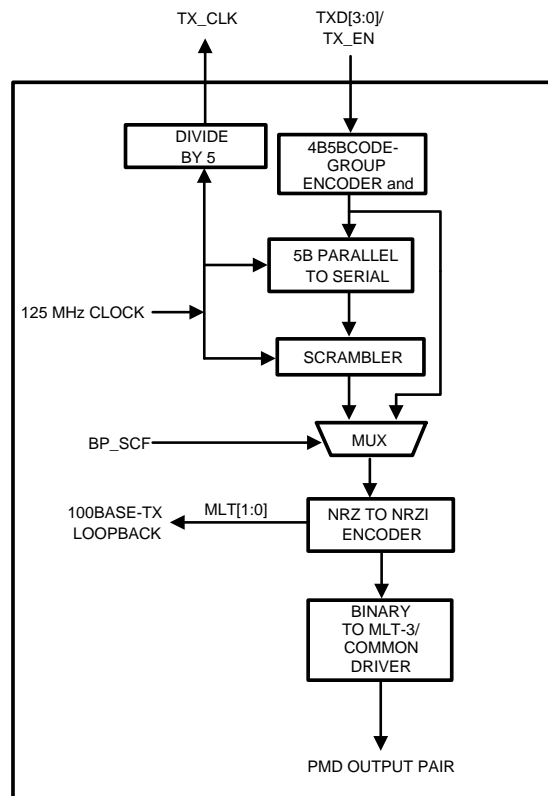 TX_CLK
TXD[3:0]/
TX_EN
DIVIDE
BY 5
4B5BCODE-
GROUP
ENCODER and
5B PARALLEL
TO SERIAL
125 MHz CLOCK
SCRAMBLER
BP_SCF
MUX
100BASE-TX
LOOPBACK
MLT[1:0]
NRZ TO NRZI
ENCODER
BINARY
TO MLT-3/
COMMON
DRIVER
PMD OUTPUT PAIR